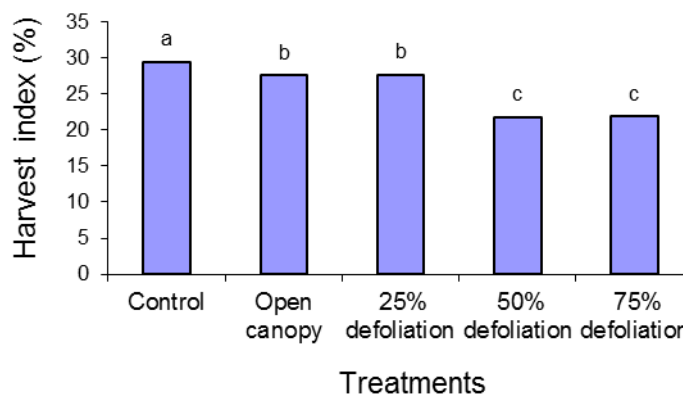 Harvest index (%)
35
30
25
20
15
10
5
0
a
b
b
c
c
Control
Open
canopy
25%
defoliation
50%
defoliation
75%
defoliation
Treatments